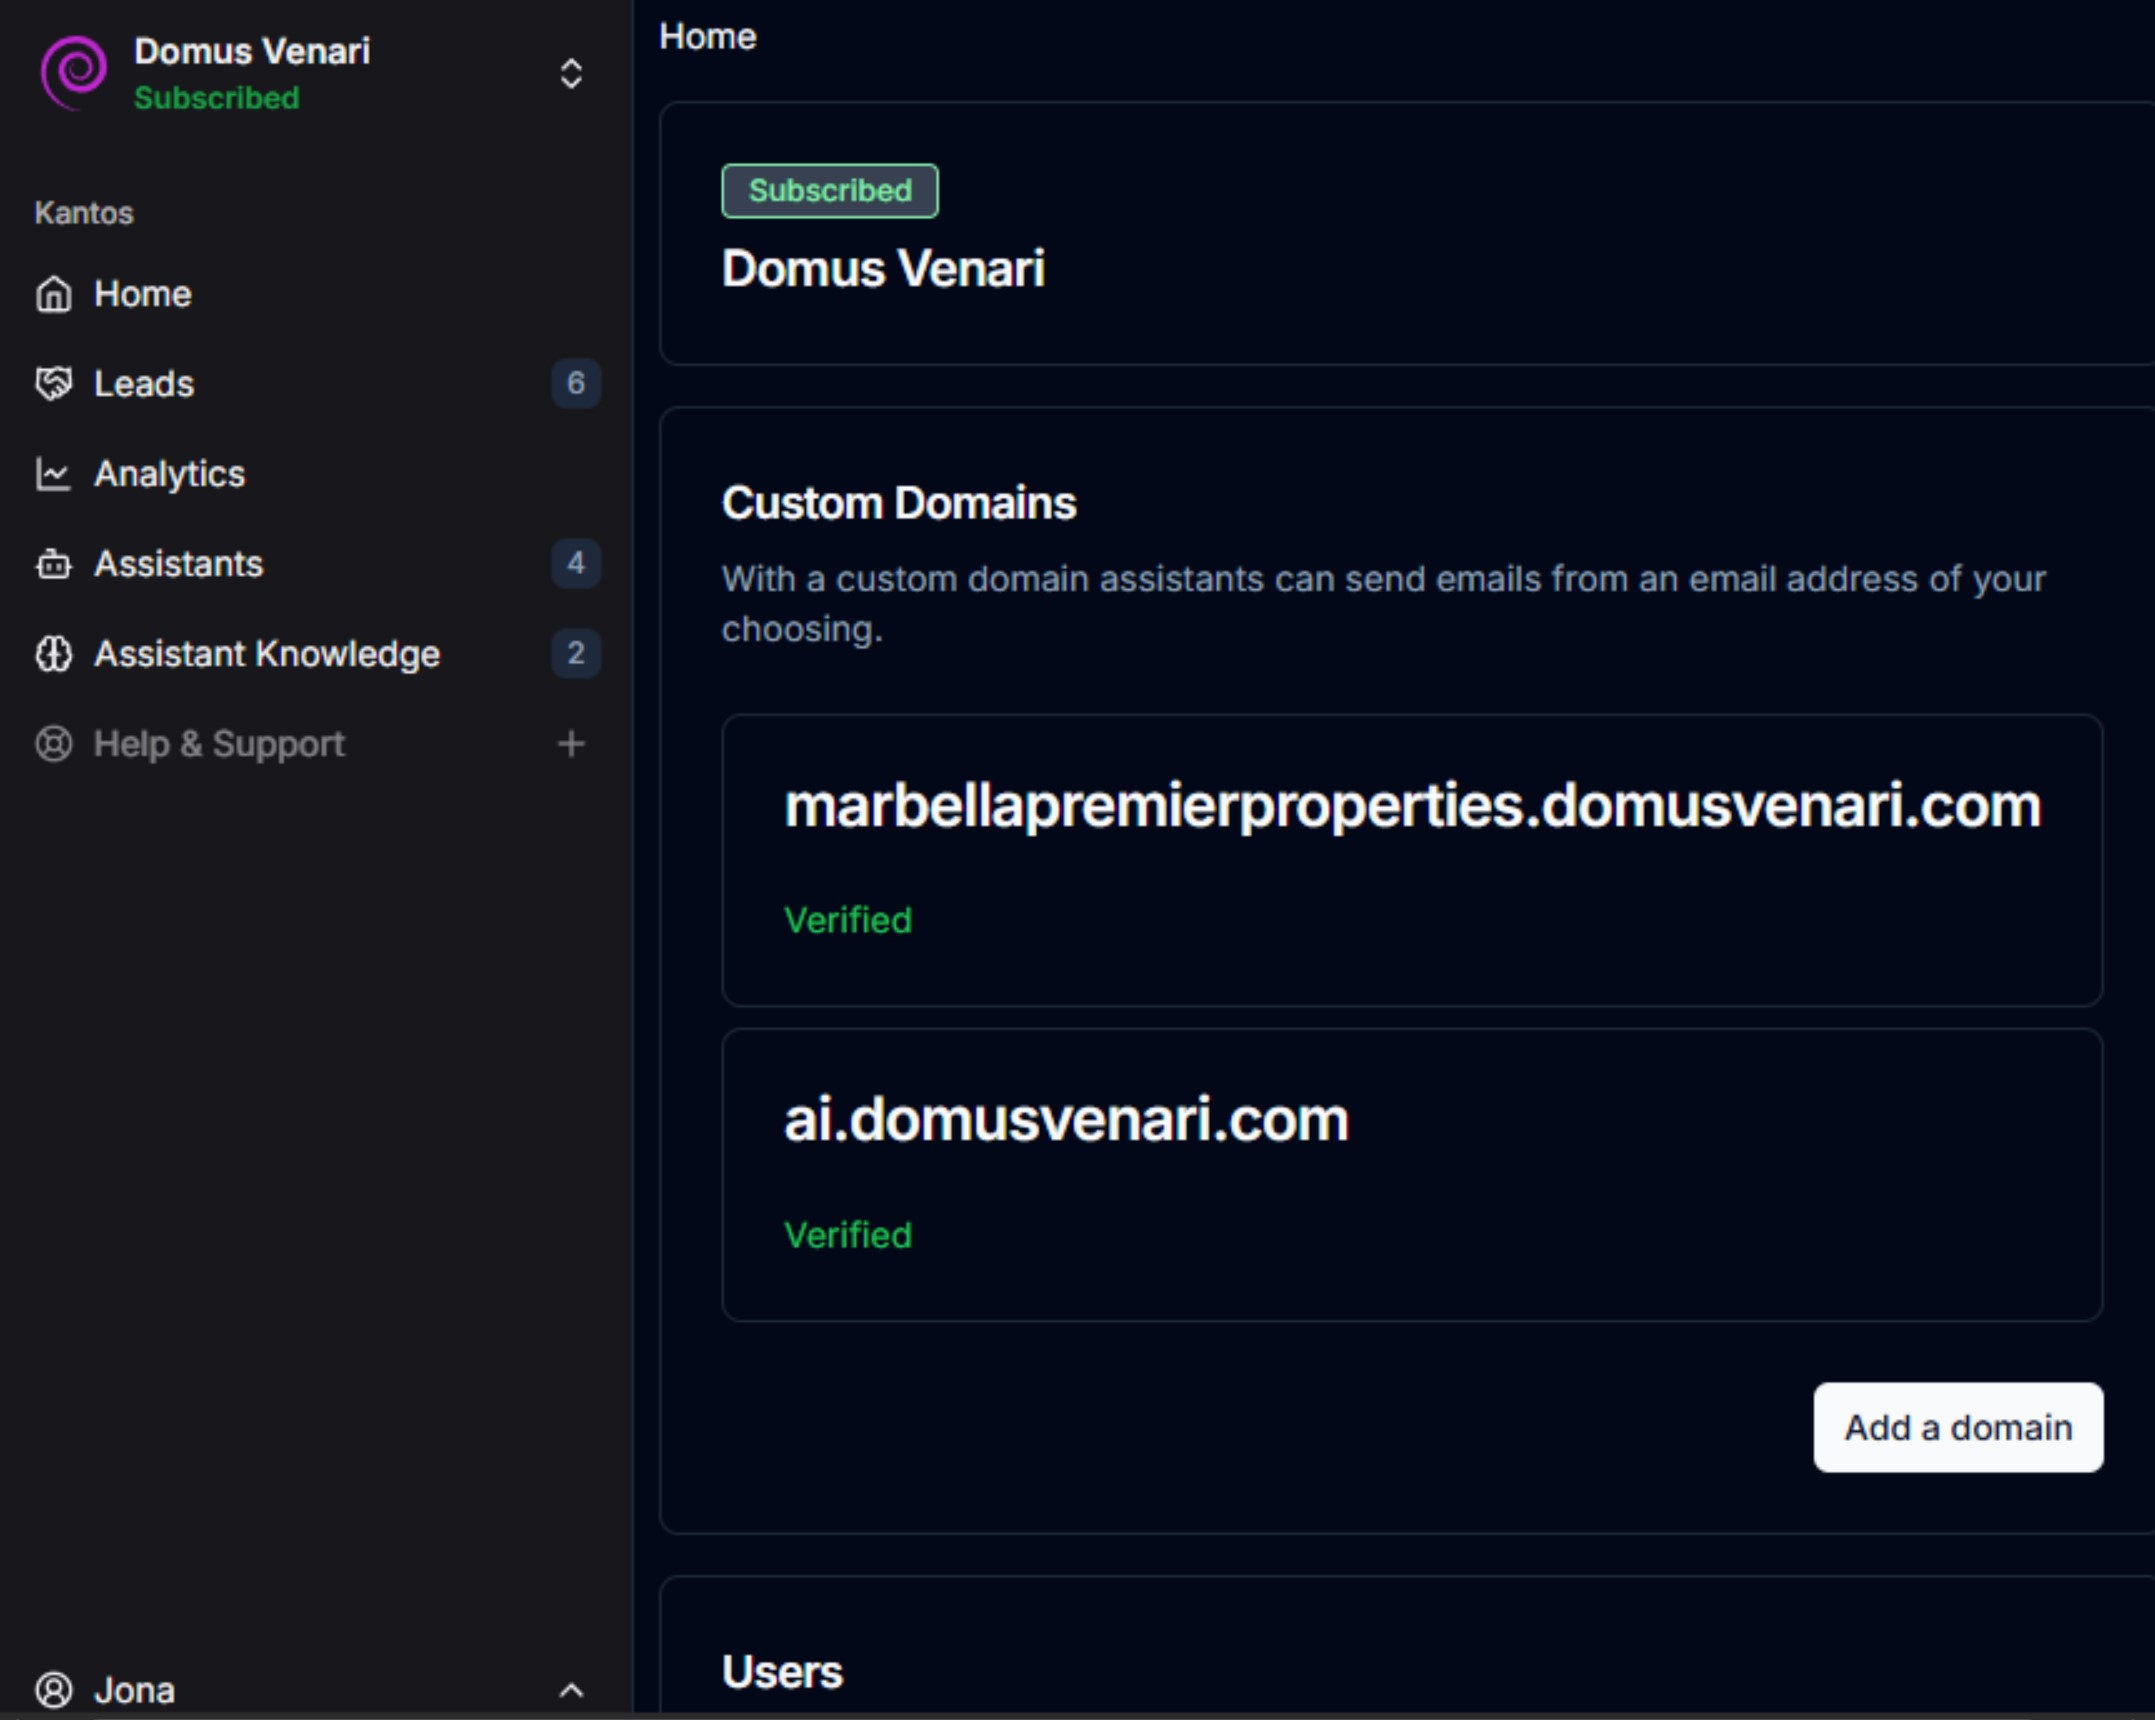 Domus Venari
Subscribed
Kantos
Home
Leads 6
Analytics
Assistants 4
Assistant Knowledge 2
Help & Support
Jona
Home
Subscribed
Domus Venari
Custom Domains
With a custom domain assistants can send emails from an email address of your
choosing.
marbellapremierproperties.domusvenari.com
Verified
ai.domusvenari.com
Verified
Add a domain
Users